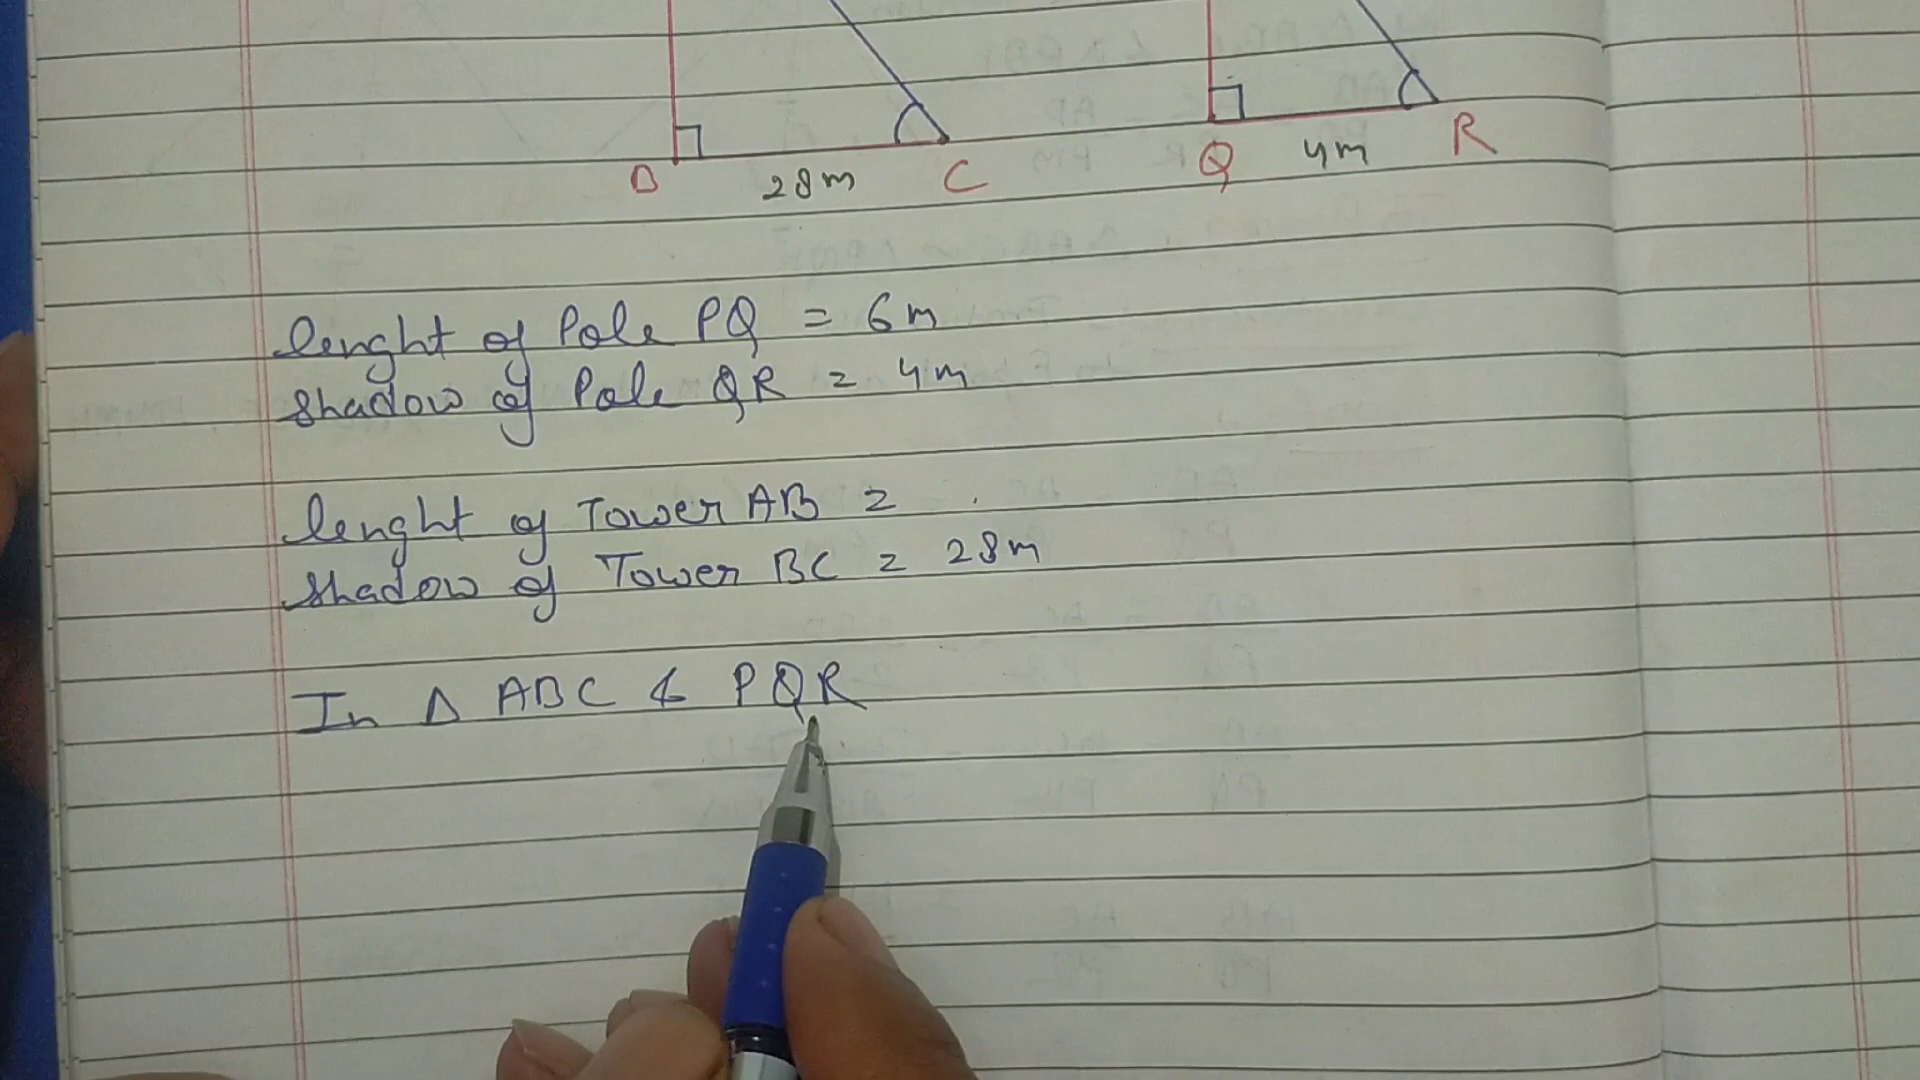 B 28m C Q 4m R
lenght of Pole PQ = 6m
shadow of Pole QR = 4m
lenght of Tower AB =
shadow of Tower BC = 28m
In Δ ABC & PQR